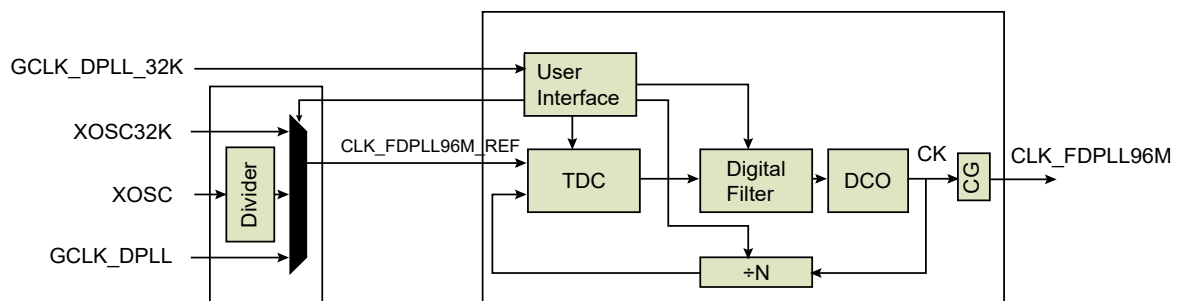 GCLK_DPLL_32K
User
Interface
XOSC32K
CLK_FDPLL96M_REF
CK
CLK_FDPLL96M
Divider
XOSC
TDC
Digital
Filter
DCO
CG
GCLK_DPLL
÷N